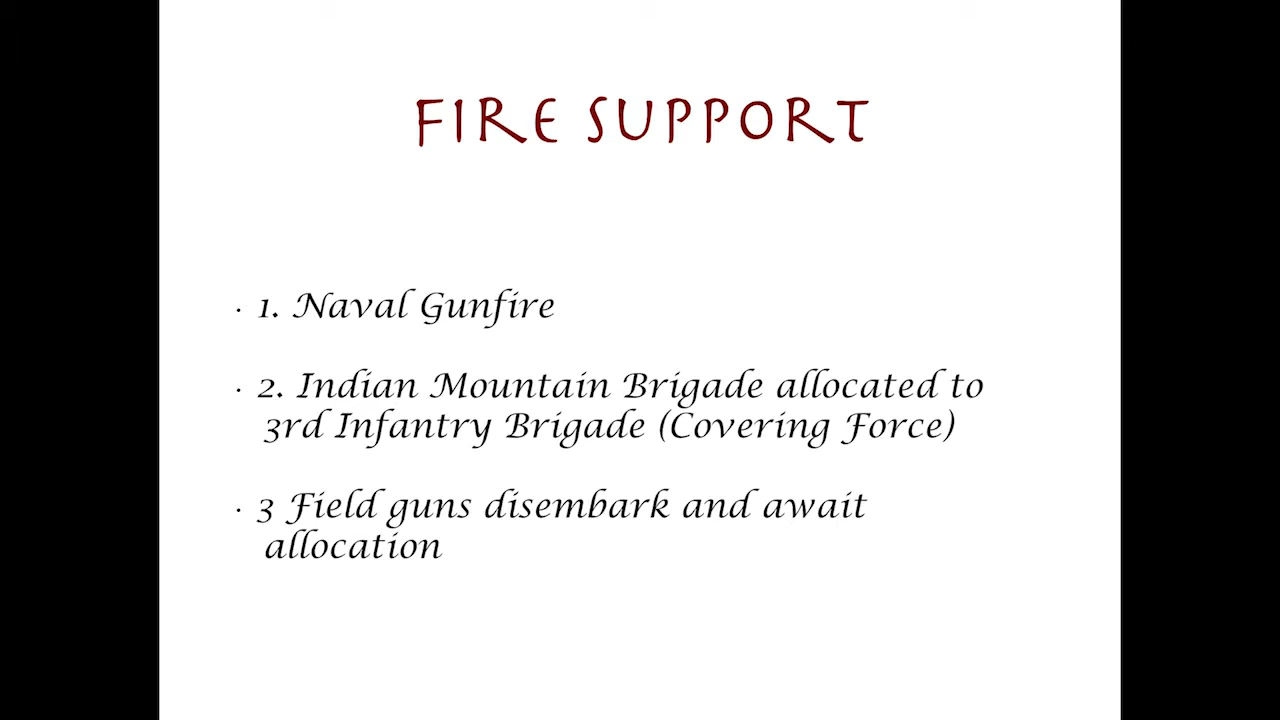 FIRE SUPPORT
· 1. Naval Gunfire
· 2. Indian Mountain Brigade allocated to
3rd Infantry Brigade (Covering Force)
· 3 Field guns disembark and await
allocation